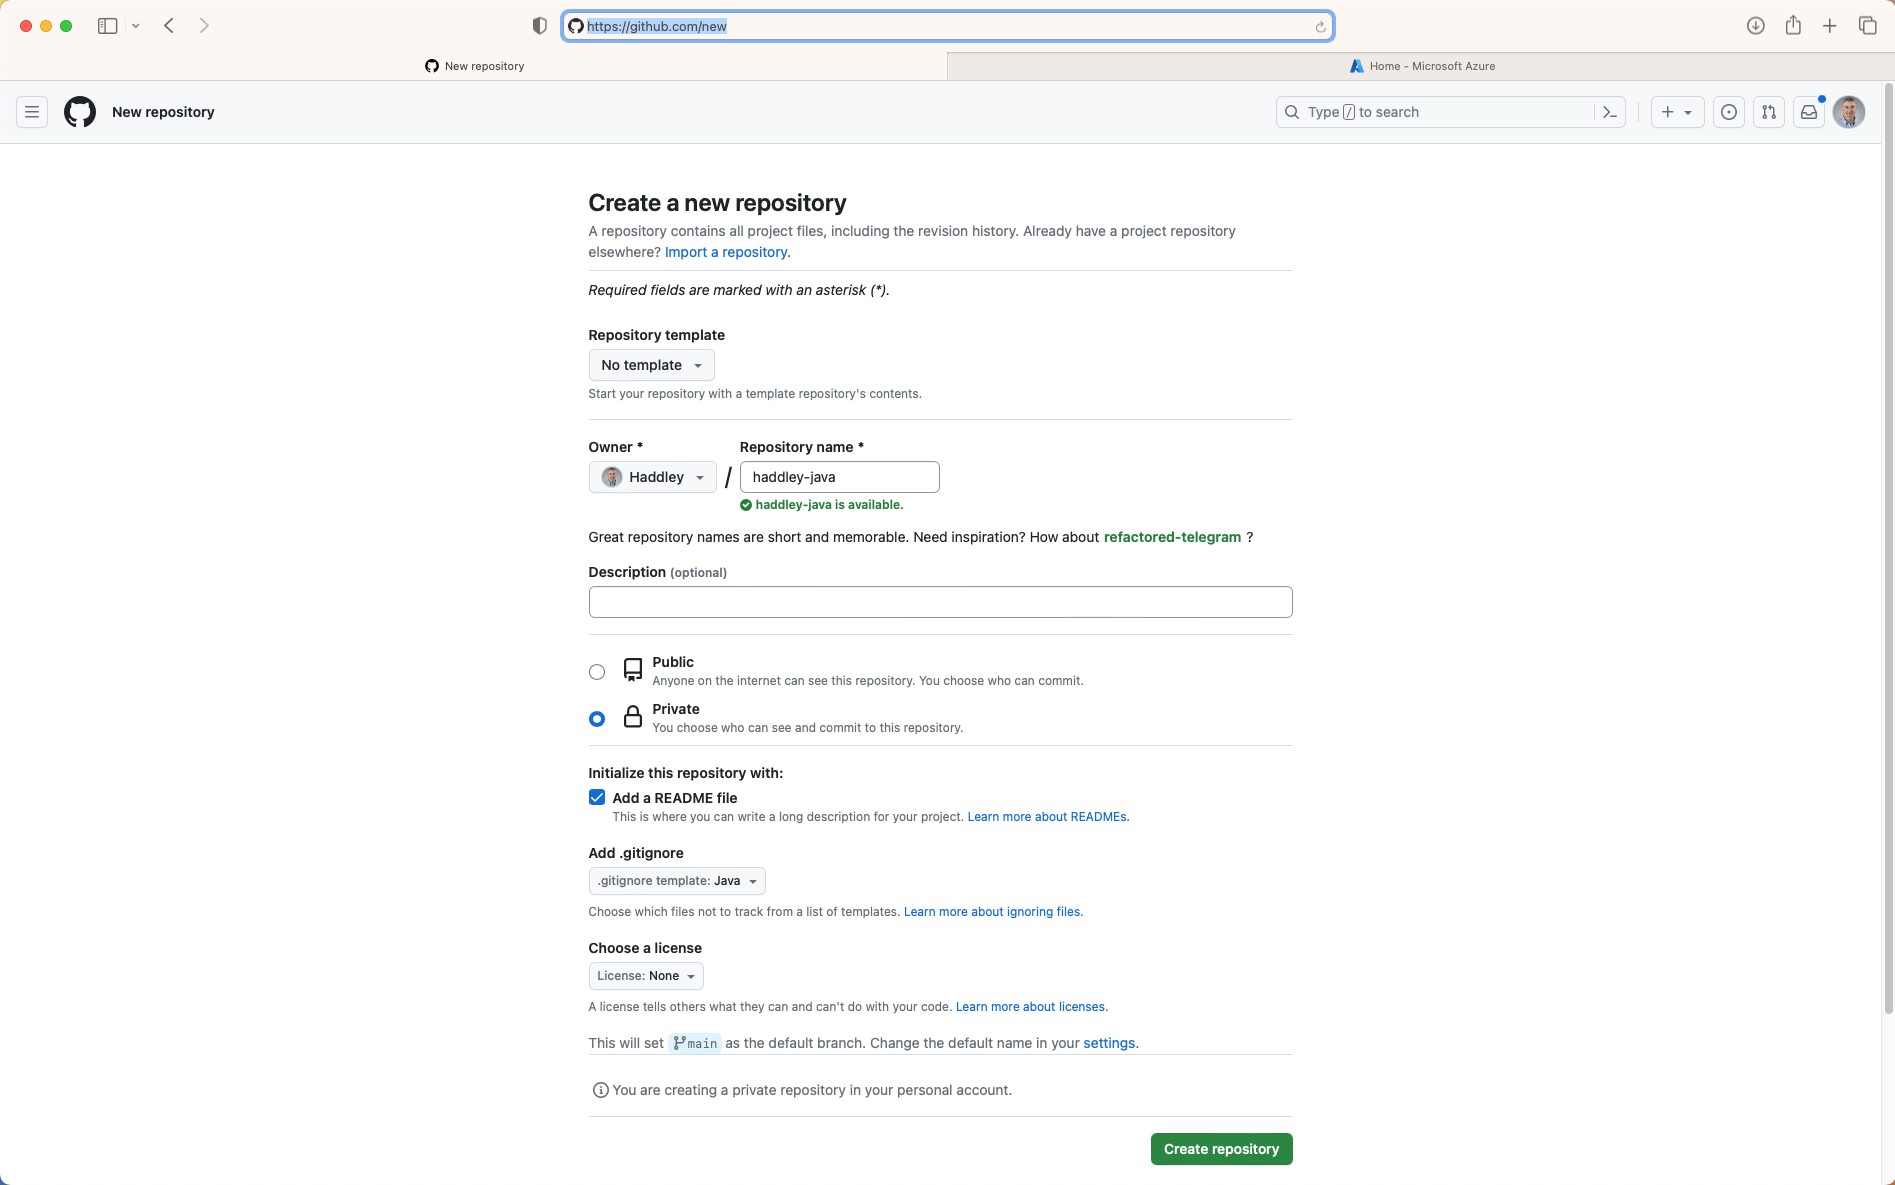 https://github.com/new
New repository
Home - Microsoft Azure
New repository
Type / to search
Create a new repository
A repository contains all project files, including the revision history. Already have a project repository
elsewhere? Import a repository.
Required fields are marked with an asterisk (*).
Repository template
No template
Start your repository with a template repository's contents.
Owner * Repository name *
Haddley / haddley-java
haddley-java is available.
Great repository names are short and memorable. Need inspiration? How about refactored-telegram ?
Description (optional)
Public
Anyone on the internet can see this repository. You choose who can commit.
Private
You choose who can see and commit to this repository.
Initialize this repository with:
Add a README file
This is where you can write a long description for your project. Learn more about READMEs.
Add .gitignore
.gitignore template: Java
Choose which files not to track from a list of templates. Learn more about ignoring files.
Choose a license
License: None
A license tells others what they can and can't do with your code. Learn more about licenses.
This will set main as the default branch. Change the default name in your settings.
You are creating a private repository in your personal account.
Create repository